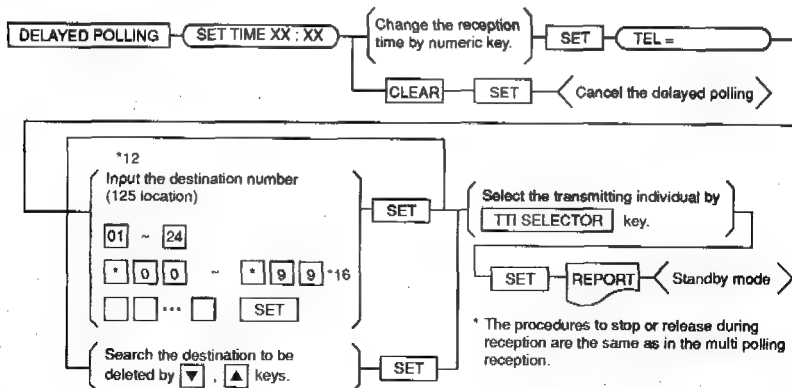 DELAYED POLLING
SET TIME XX : XX
Change the reception
time by numeric key.
SET
TEL =
CLEAR
SET
Cancel the delayed polling
*12
Input the destination number
(125 location)
01 ~ 24
* 0 0 ~ * 9 9 *16
... SET
SET
Search the destination to be
deleted by ▼ , ▲ keys.
SET
Select the transmitting individual by
TTI SELECTOR key.
SET
REPORT
Standby mode
* The procedures to stop or release during
reception are the same as in the multi polling
reception.